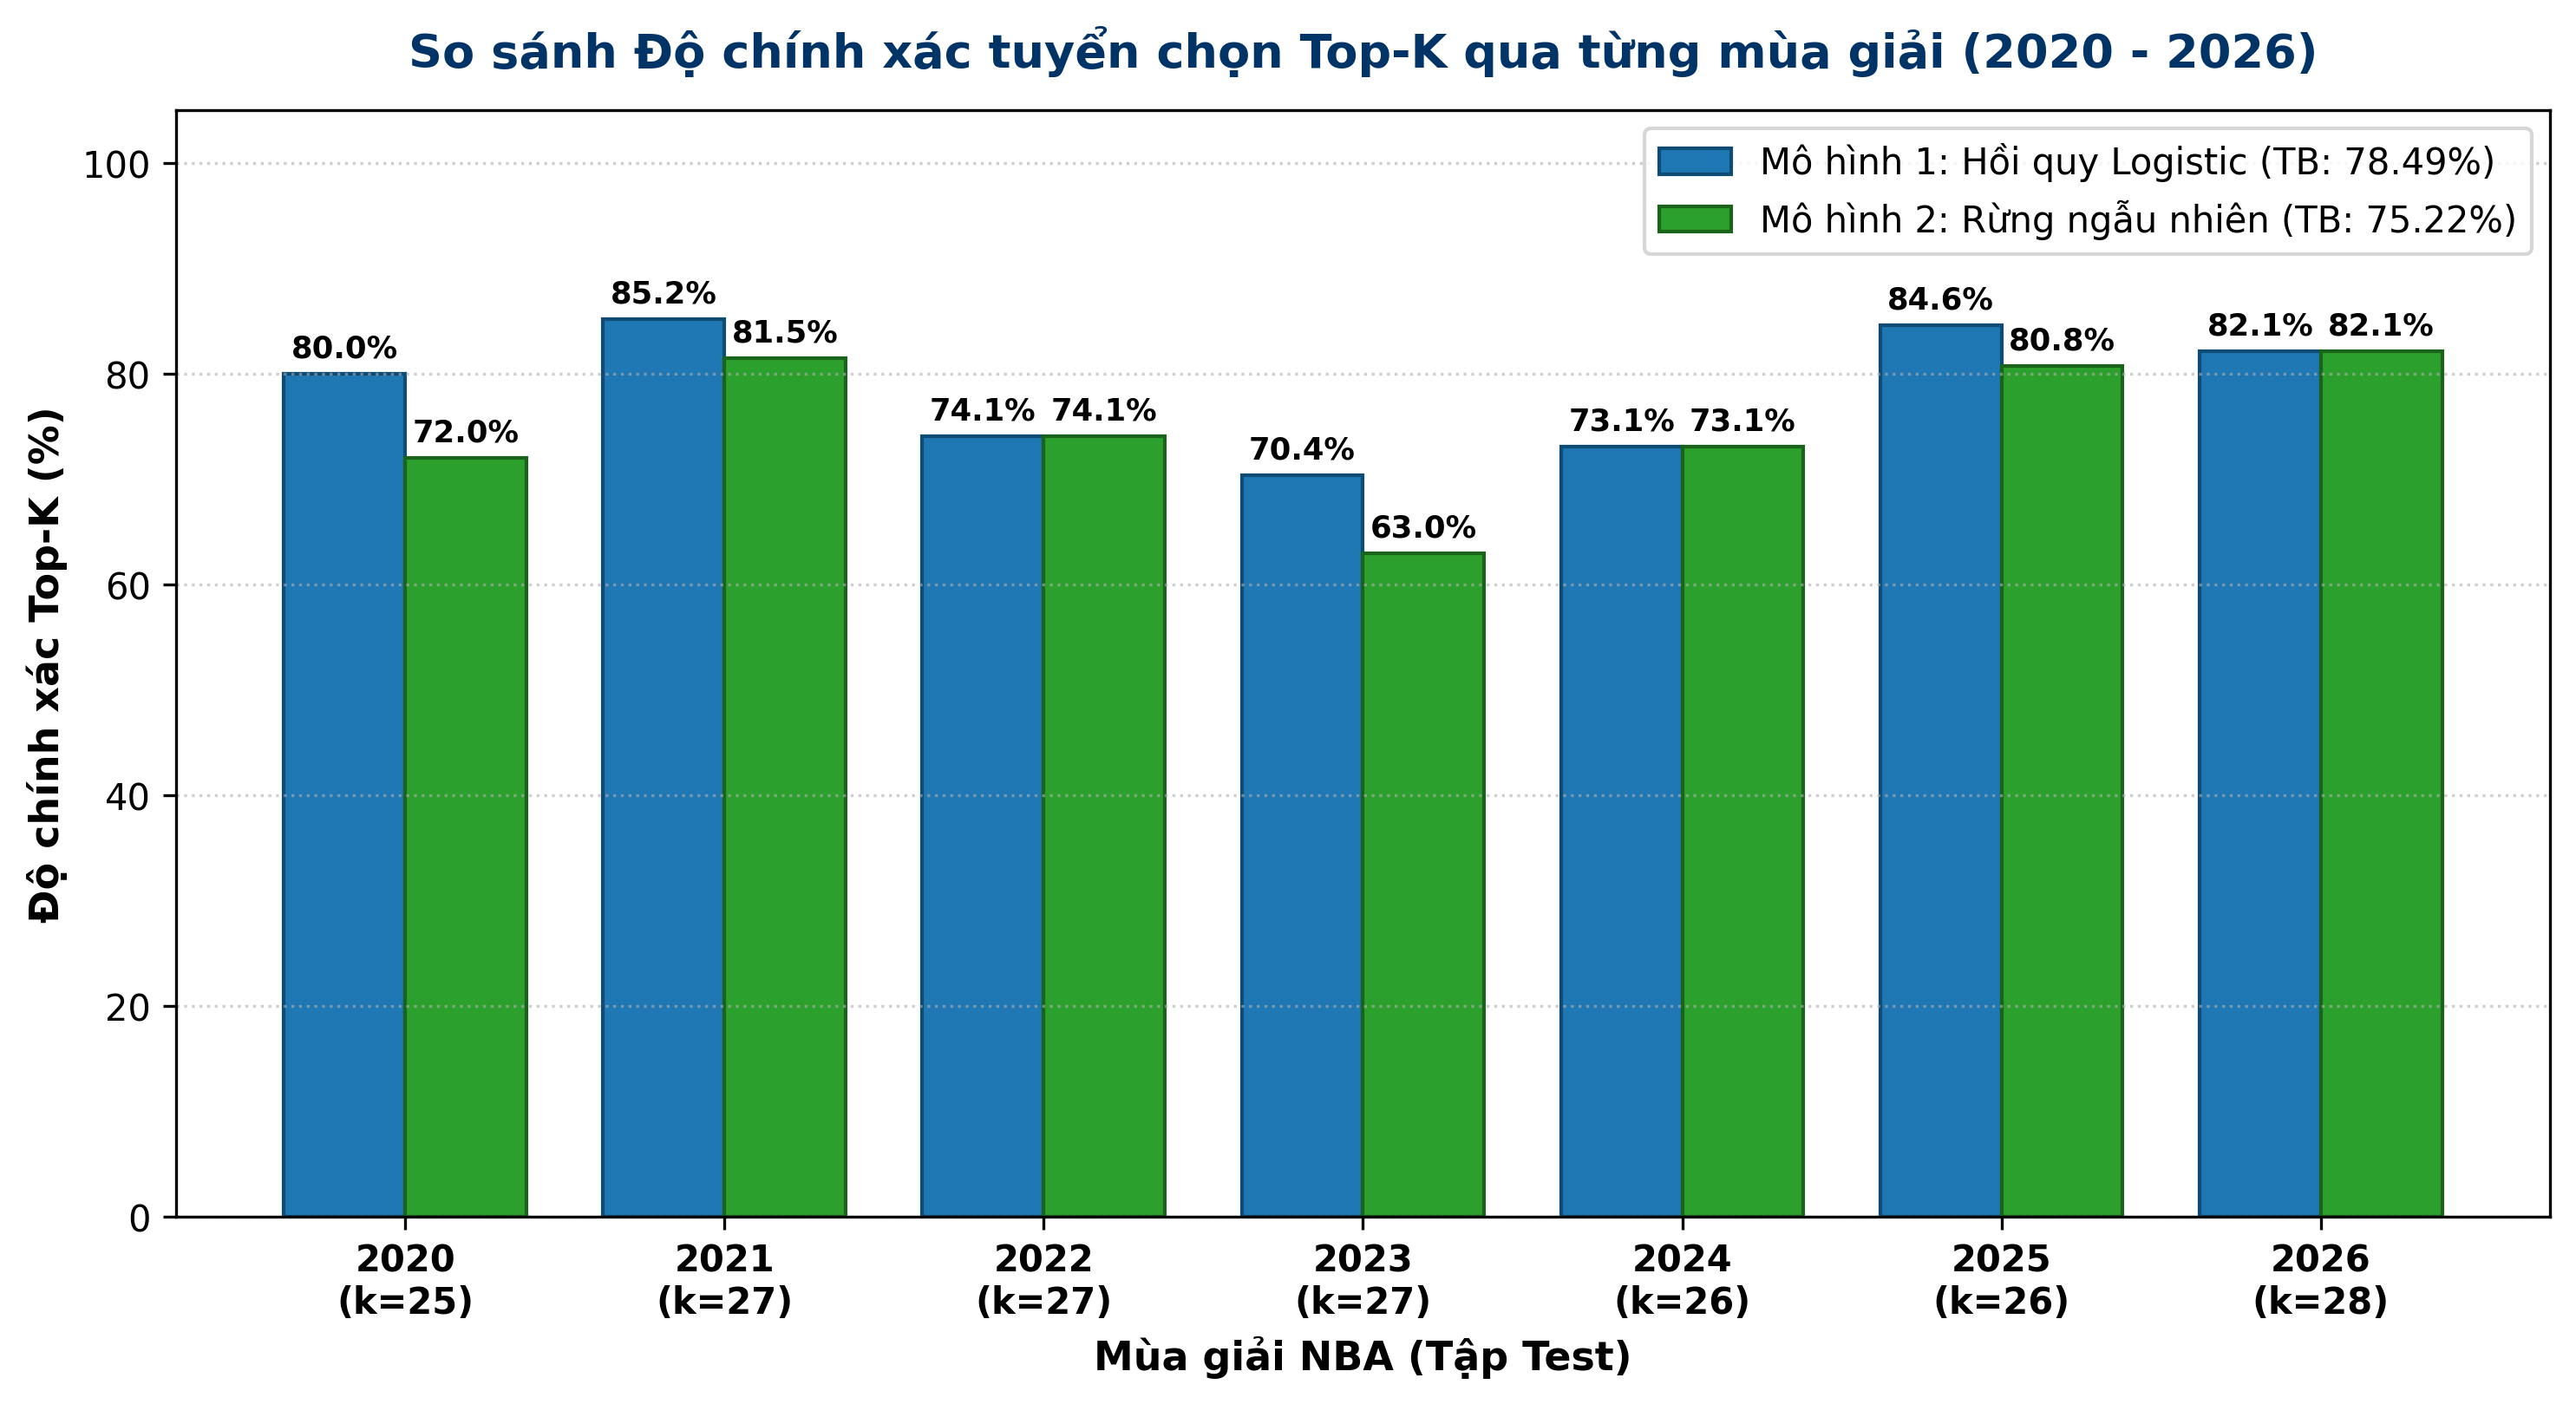 So sánh Độ chính xác tuyển chọn Top-K qua từng mùa giải (2020 - 2026)
Mô hình 1: Hồi quy Logistic (TB: 78.49%)
Mô hình 2: Rừng ngẫu nhiên (TB: 75.22%)
Độ chính xác Top-K (%)
100
80
60
40
20
0
80.0%
72.0%
85.2%
81.5%
74.1%
74.1%
70.4%
63.0%
73.1%
73.1%
84.6%
80.8%
82.1%
82.1%
2020
(k=25)
2021
(k=27)
2022
(k=27)
2023
(k=27)
2024
(k=26)
2025
(k=26)
2026
(k=28)
Mùa giải NBA (Tập Test)